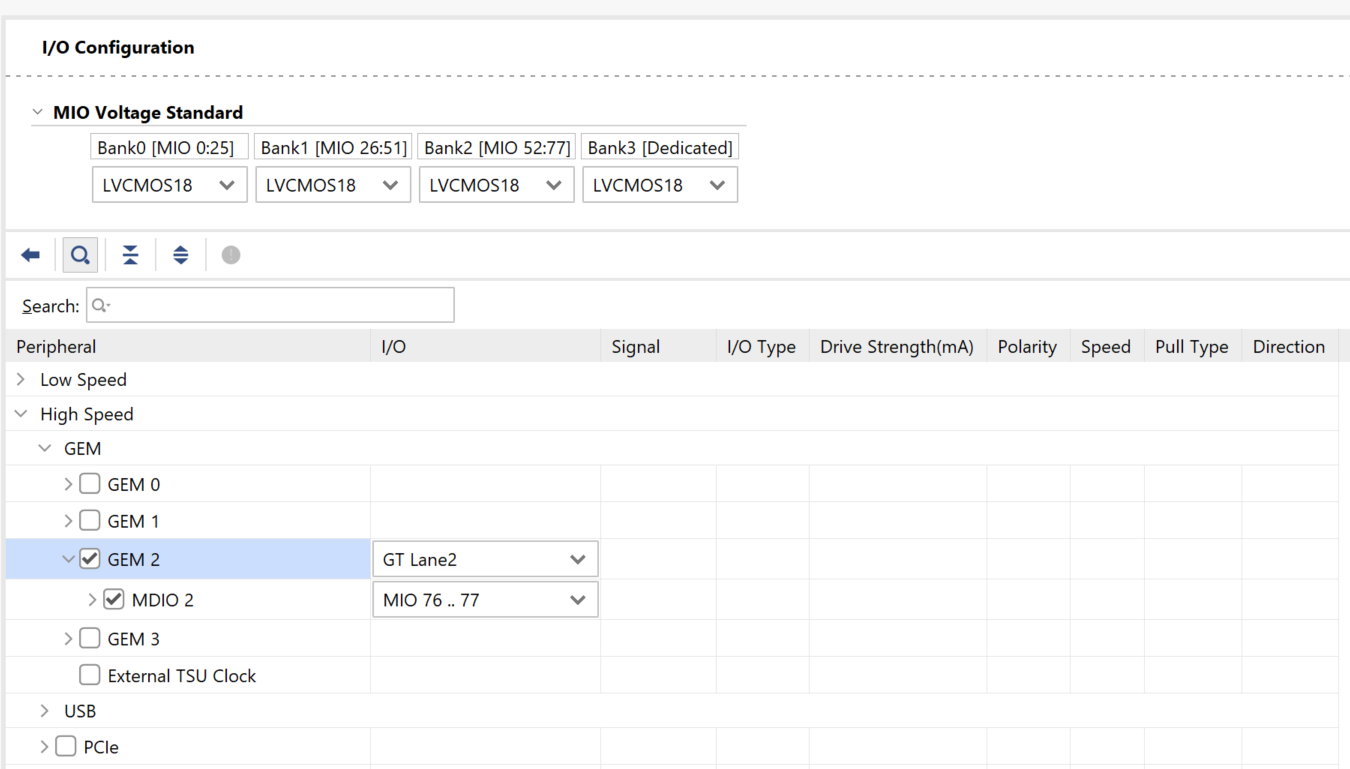 I/O Configuration
MIO Voltage Standard
Bank0 [MIO 0:25] Bank1 [MIO 26:51] Bank2 [MIO 52:77] Bank3 [Dedicated]
LVCMOS18 LVCMOS18 LVCMOS18 LVCMOS18
Search:
Peripheral I/O Signal I/O Type Drive Strength(mA) Polarity Speed Pull Type Direction
Low Speed
High Speed
GEM
GEM 0
GEM 1
GEM 2 GT Lane2
MDIO 2 MIO 76 .. 77
GEM 3
External TSU Clock
USB
PCIe